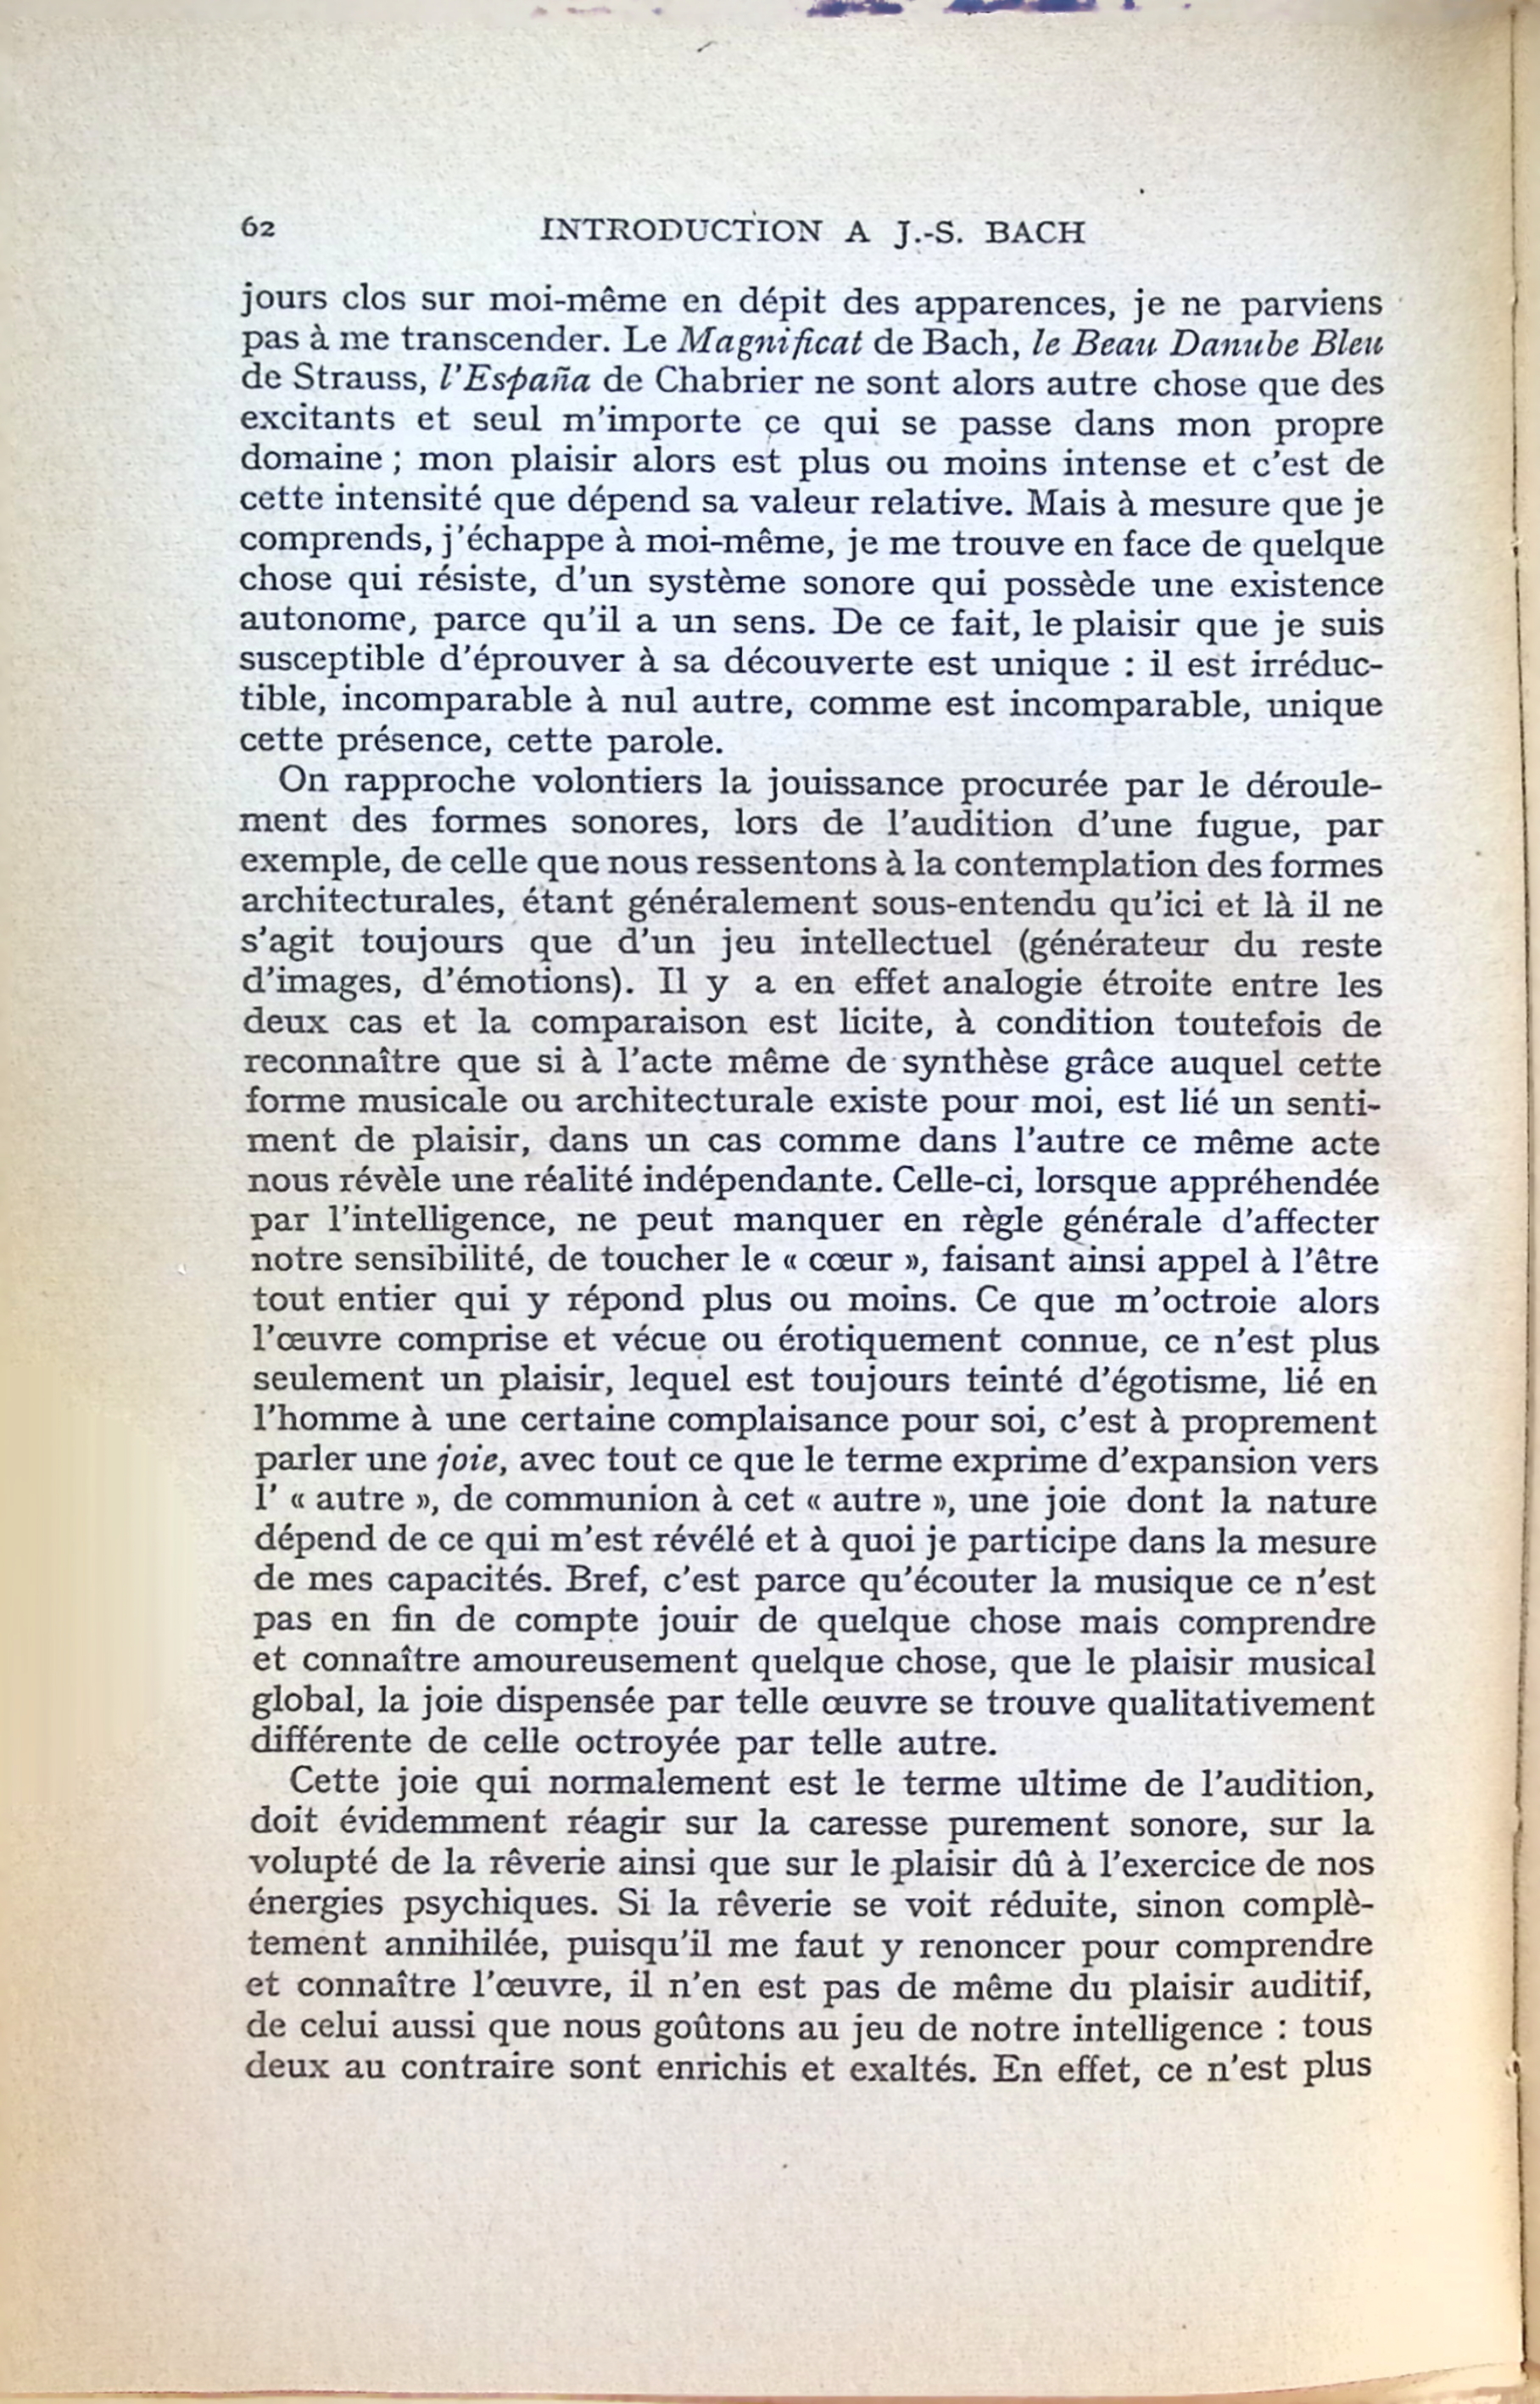 62 INTRODUCTION A J.-S. BACH
jours clos sur moi-même en dépit des apparences, je ne parviens
pas à me transcender. Le Magnificat de Bach, le Beau Danube Bleu
de Strauss, l'España de Chabrier ne sont alors autre chose que des
excitants et seul m'importe ce qui se passe dans mon propre
domaine ; mon plaisir alors est plus ou moins intense et c'est de
cette intensité que dépend sa valeur relative. Mais à mesure que je
comprends, j'échappe à moi-même, je me trouve en face de quelque
chose qui résiste, d'un système sonore qui possède une existence
autonome, parce qu'il a un sens. De ce fait, le plaisir que je suis
susceptible d'éprouver à sa découverte est unique : il est irréduc-
tible, incomparable à nul autre, comme est incomparable, unique
cette présence, cette parole.
On rapproche volontiers la jouissance procurée par le déroule-
ment des formes sonores, lors de l'audition d'une fugue, par
exemple, de celle que nous ressentons à la contemplation des formes
architecturales, étant généralement sous-entendu qu'ici et là il ne
s'agit toujours que d'un jeu intellectuel (générateur du reste
d'images, d'émotions). Il y a en effet analogie étroite entre les
deux cas et la comparaison est licite, à condition toutefois de
reconnaître que si à l'acte même de synthèse grâce auquel cette
forme musicale ou architecturale existe pour moi, est lié un senti-
ment de plaisir, dans un cas comme dans l'autre ce même acte
nous révèle une réalité indépendante. Celle-ci, lorsque appréhendée
par l'intelligence, ne peut manquer en règle générale d'affecter
notre sensibilité, de toucher le « cœur », faisant ainsi appel à l'être
tout entier qui y répond plus ou moins. Ce que m'octroie alors
l'œuvre comprise et vécue ou érotiquement connue, ce n'est plus
seulement un plaisir, lequel est toujours teinté d'égotisme, lié en
l'homme à une certaine complaisance pour soi, c'est à proprement
parler une joie, avec tout ce que le terme exprime d'expansion vers
l' « autre », de communion à cet « autre », une joie dont la nature
dépend de ce qui m'est révélé et à quoi je participe dans la mesure
de mes capacités. Bref, c'est parce qu'écouter la musique ce n'est
pas en fin de compte jouir de quelque chose mais comprendre
et connaître amoureusement quelque chose, que le plaisir musical
global, la joie dispensée par telle œuvre se trouve qualitativement
différente de celle octroyée par telle autre.
Cette joie qui normalement est le terme ultime de l'audition,
doit évidemment réagir sur la caresse purement sonore, sur la
volupté de la rêverie ainsi que sur le plaisir dû à l'exercice de nos
énergies psychiques. Si la rêverie se voit réduite, sinon complè-
tement annihilée, puisqu'il me faut y renoncer pour comprendre
et connaître l'œuvre, il n'en est pas de même du plaisir auditif,
de celui aussi que nous goûtons au jeu de notre intelligence : tous
deux au contraire sont enrichis et exaltés. En effet, ce n'est plus